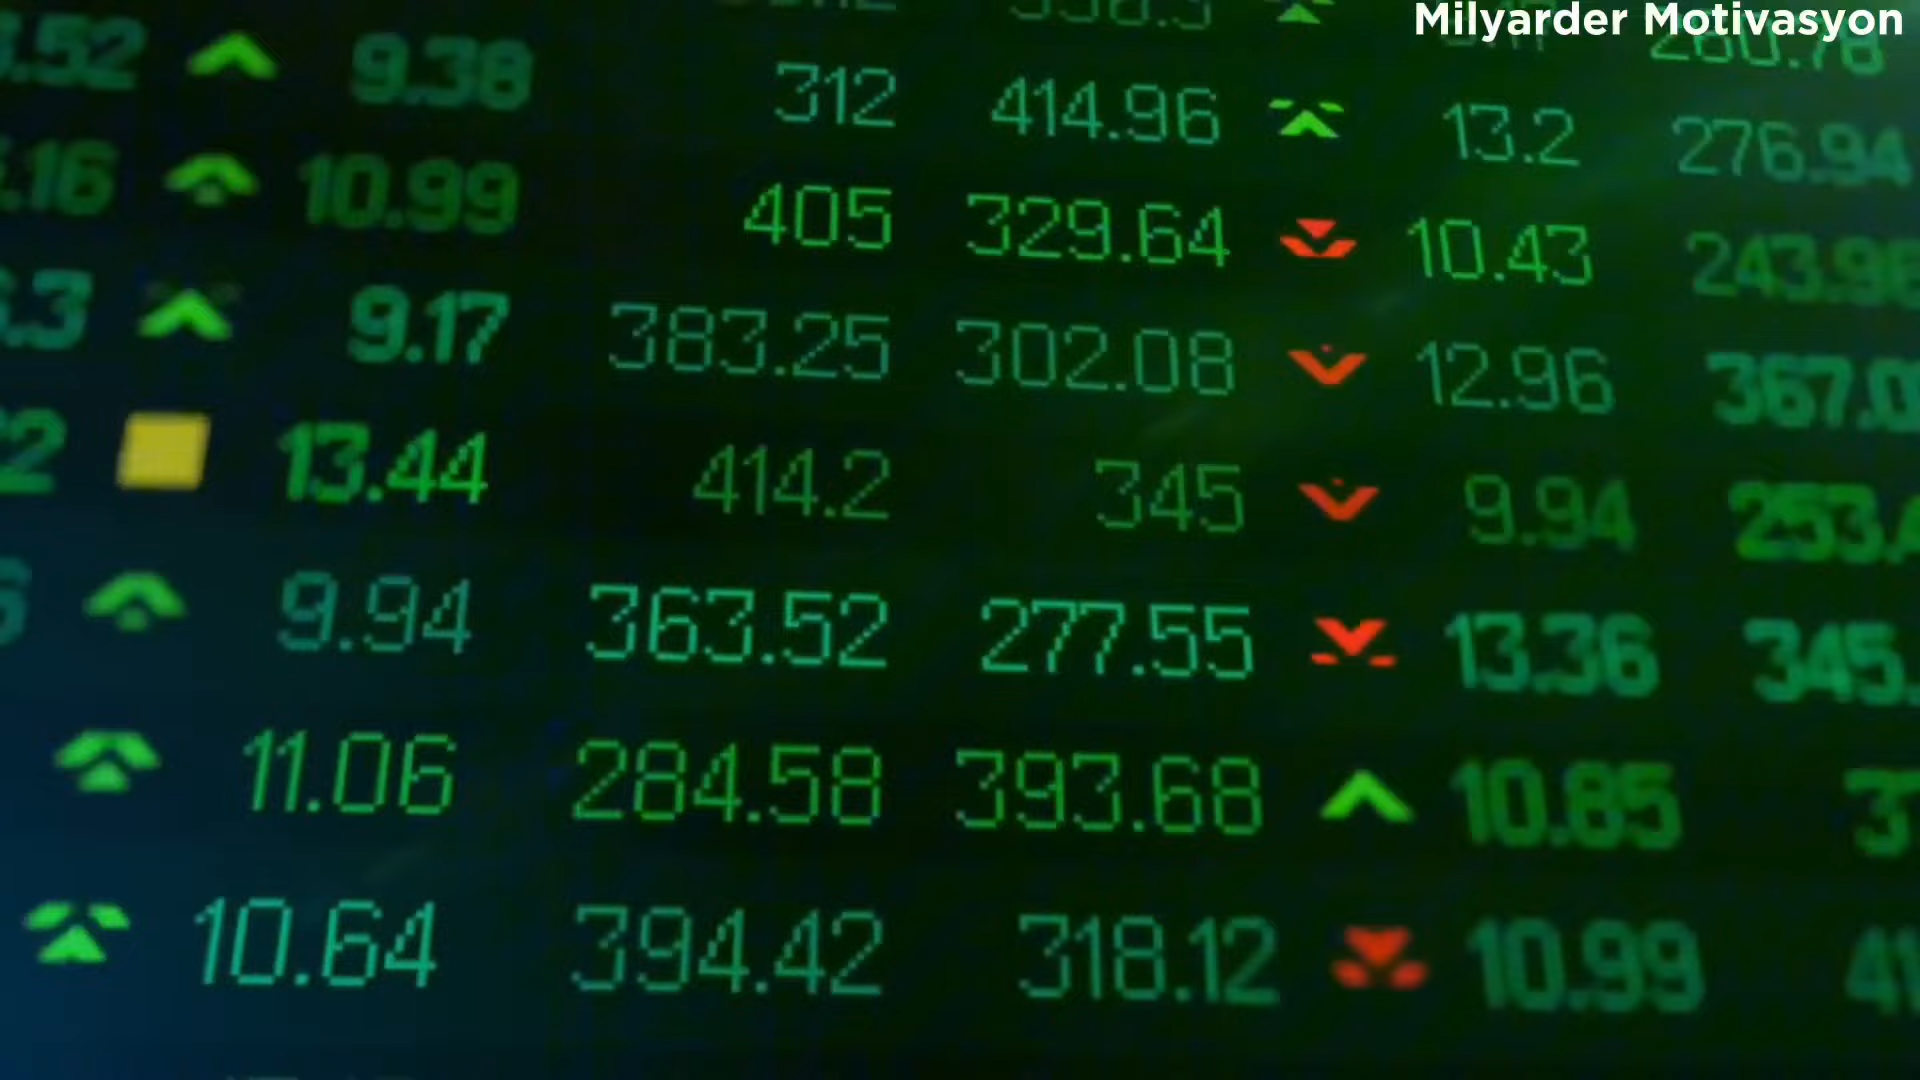 Milyarder Motivasyon
9.38 312 414.96 13.2 276.94
10.99 405 329.64 10.43
9.17 383.25 302.08 12.96
13.44 414.2 345 9.94
9.94 363.52 277.55 13.36
11.06 284.58 393.68 10.85
10.64 394.42 318.12 10.99